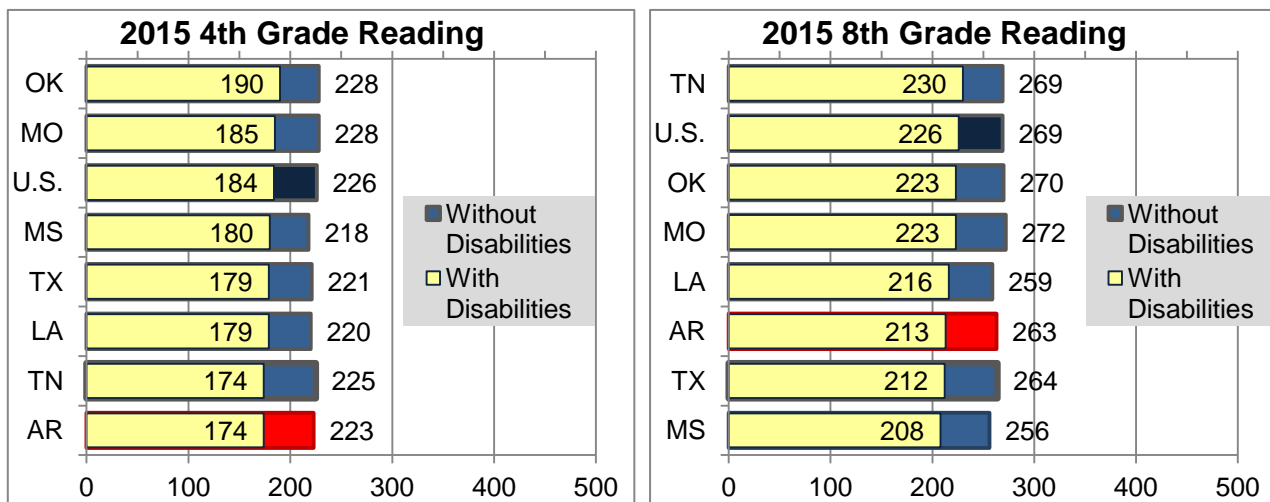 2015 4th Grade Reading
OK 190 228
MO 185 228
U.S. 184 226
MS 180 218
TX 179 221
LA 179 220
TN 174 225
AR 174 223
Without
Disabilities
With
Disabilities
0 100 200 300 400 500
2015 8th Grade Reading
TN 230 269
U.S. 226 269
OK 223 270
MO 223 272
LA 216 259
AR 213 263
TX 212 264
MS 208 256
Without
Disabilities
With
Disabilities
0 100 200 300 400 500